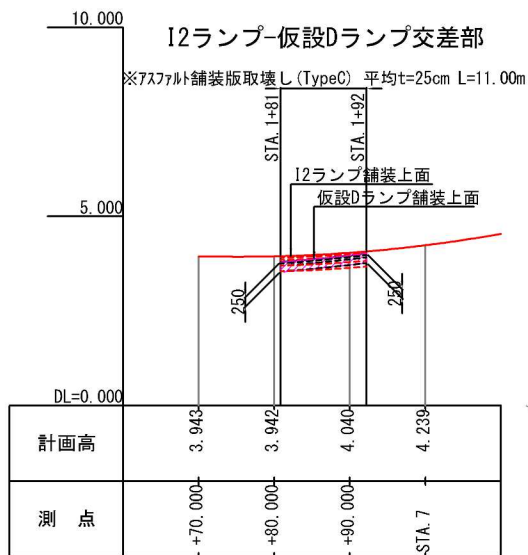 10.000
I2ランプ-仮設Dランプ交差部
※アスファルト舗装版取壊し(TypeC) 平均t=25cm L=11.00m
STA.1+81
STA.1+92
I2ランプ舗装上面
5.000
仮設Dランプ舗装上面
250
250
DL=0.000
計画高
3.943
3.942
4.040
4.239
測 点
+70.000
+80.000
+90.000
STA.7